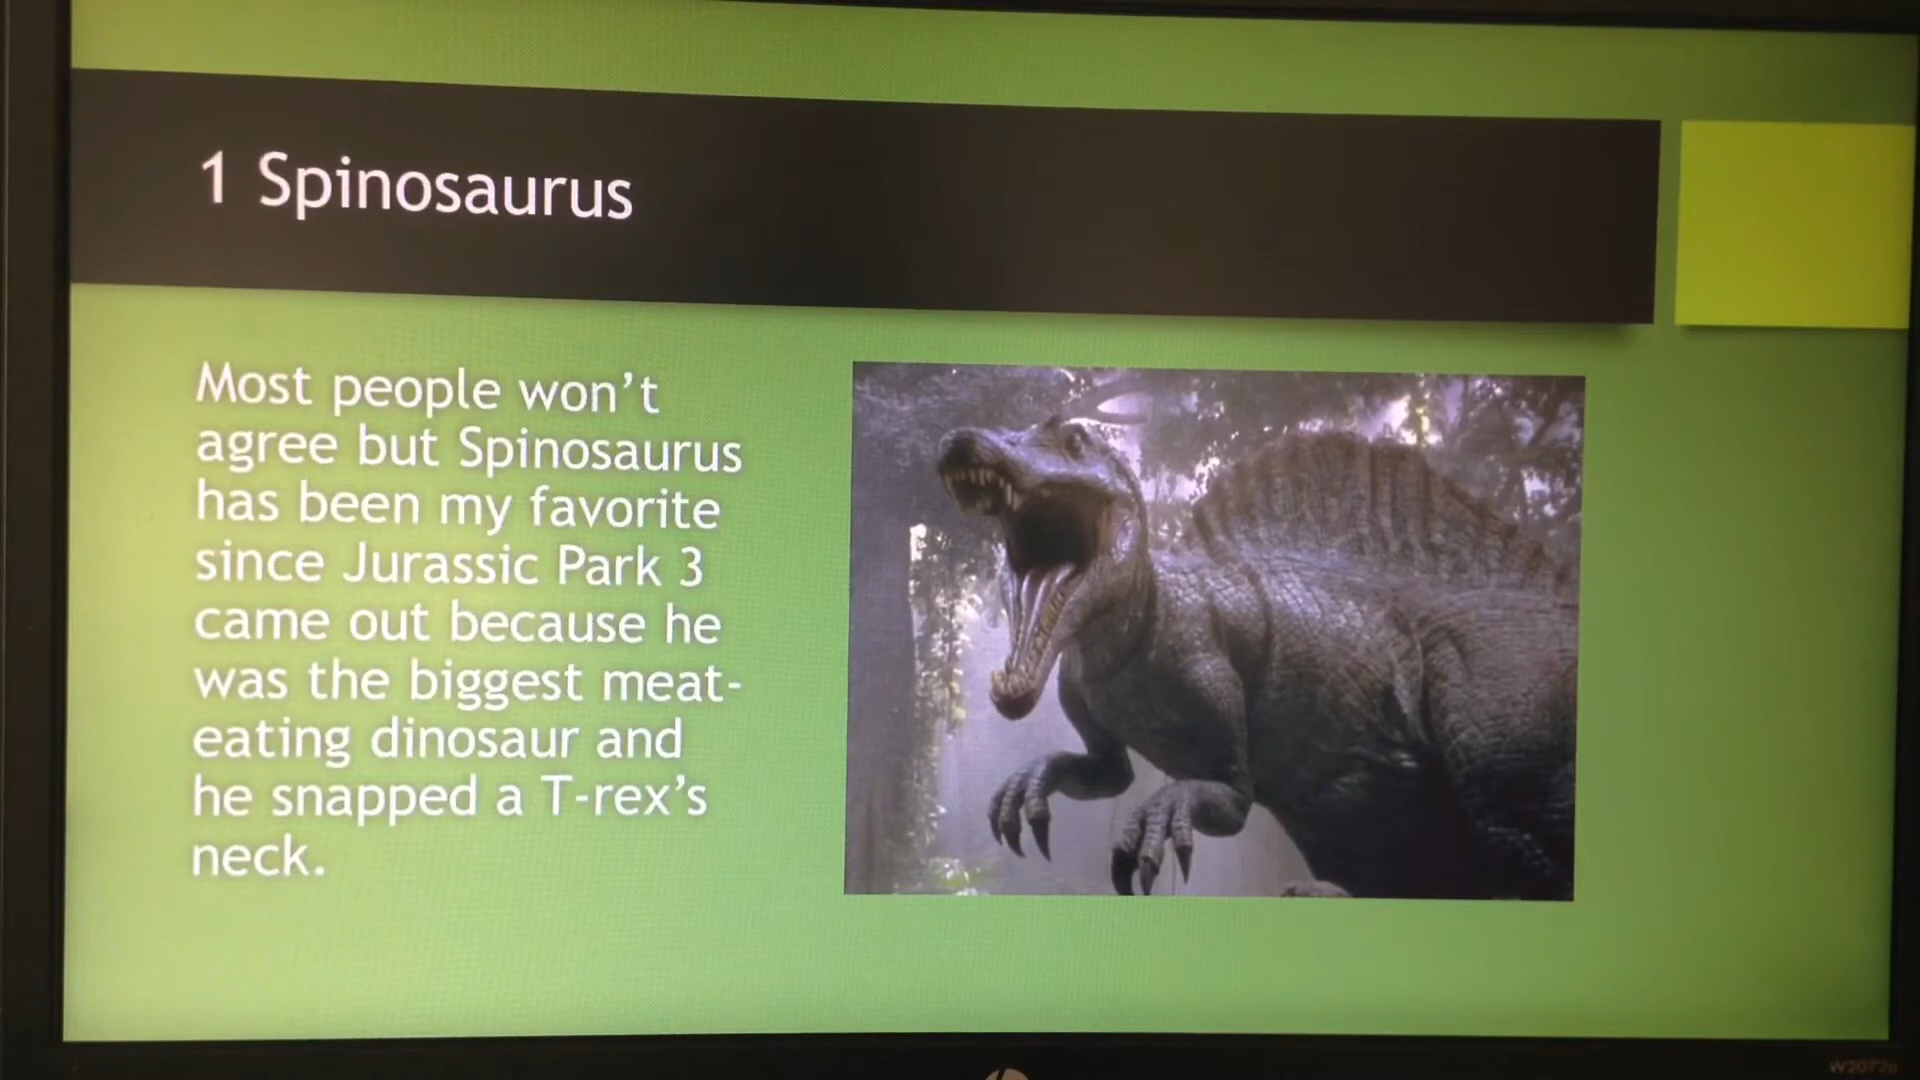 1 Spinosaurus
Most people won’t
agree but Spinosaurus
has been my favorite
since Jurassic Park 3
came out because he
was the biggest meat-
eating dinosaur and
he snapped a T-rex’s
neck.